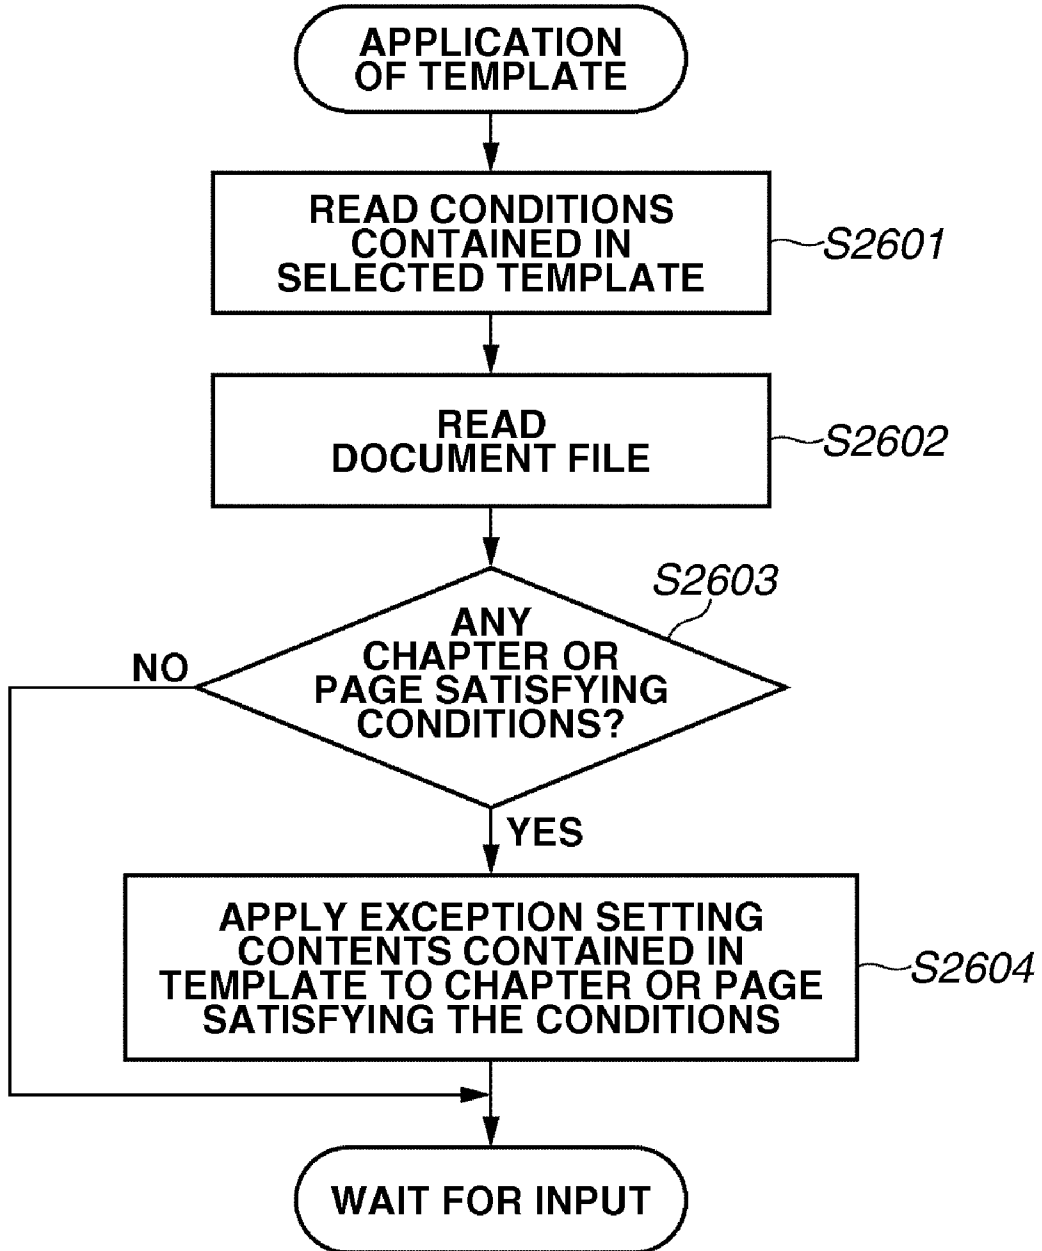 APPLICATION
OF TEMPLATE
READ CONDITIONS
CONTAINED IN
SELECTED TEMPLATE
S2601
READ
DOCUMENT FILE
S2602
S2603
ANY
CHAPTER OR
PAGE SATISFYING
CONDITIONS?
NO
YES
APPLY EXCEPTION SETTING
CONTENTS CONTAINED IN
TEMPLATE TO CHAPTER OR PAGE
SATISFYING THE CONDITIONS
S2604
WAIT FOR INPUT